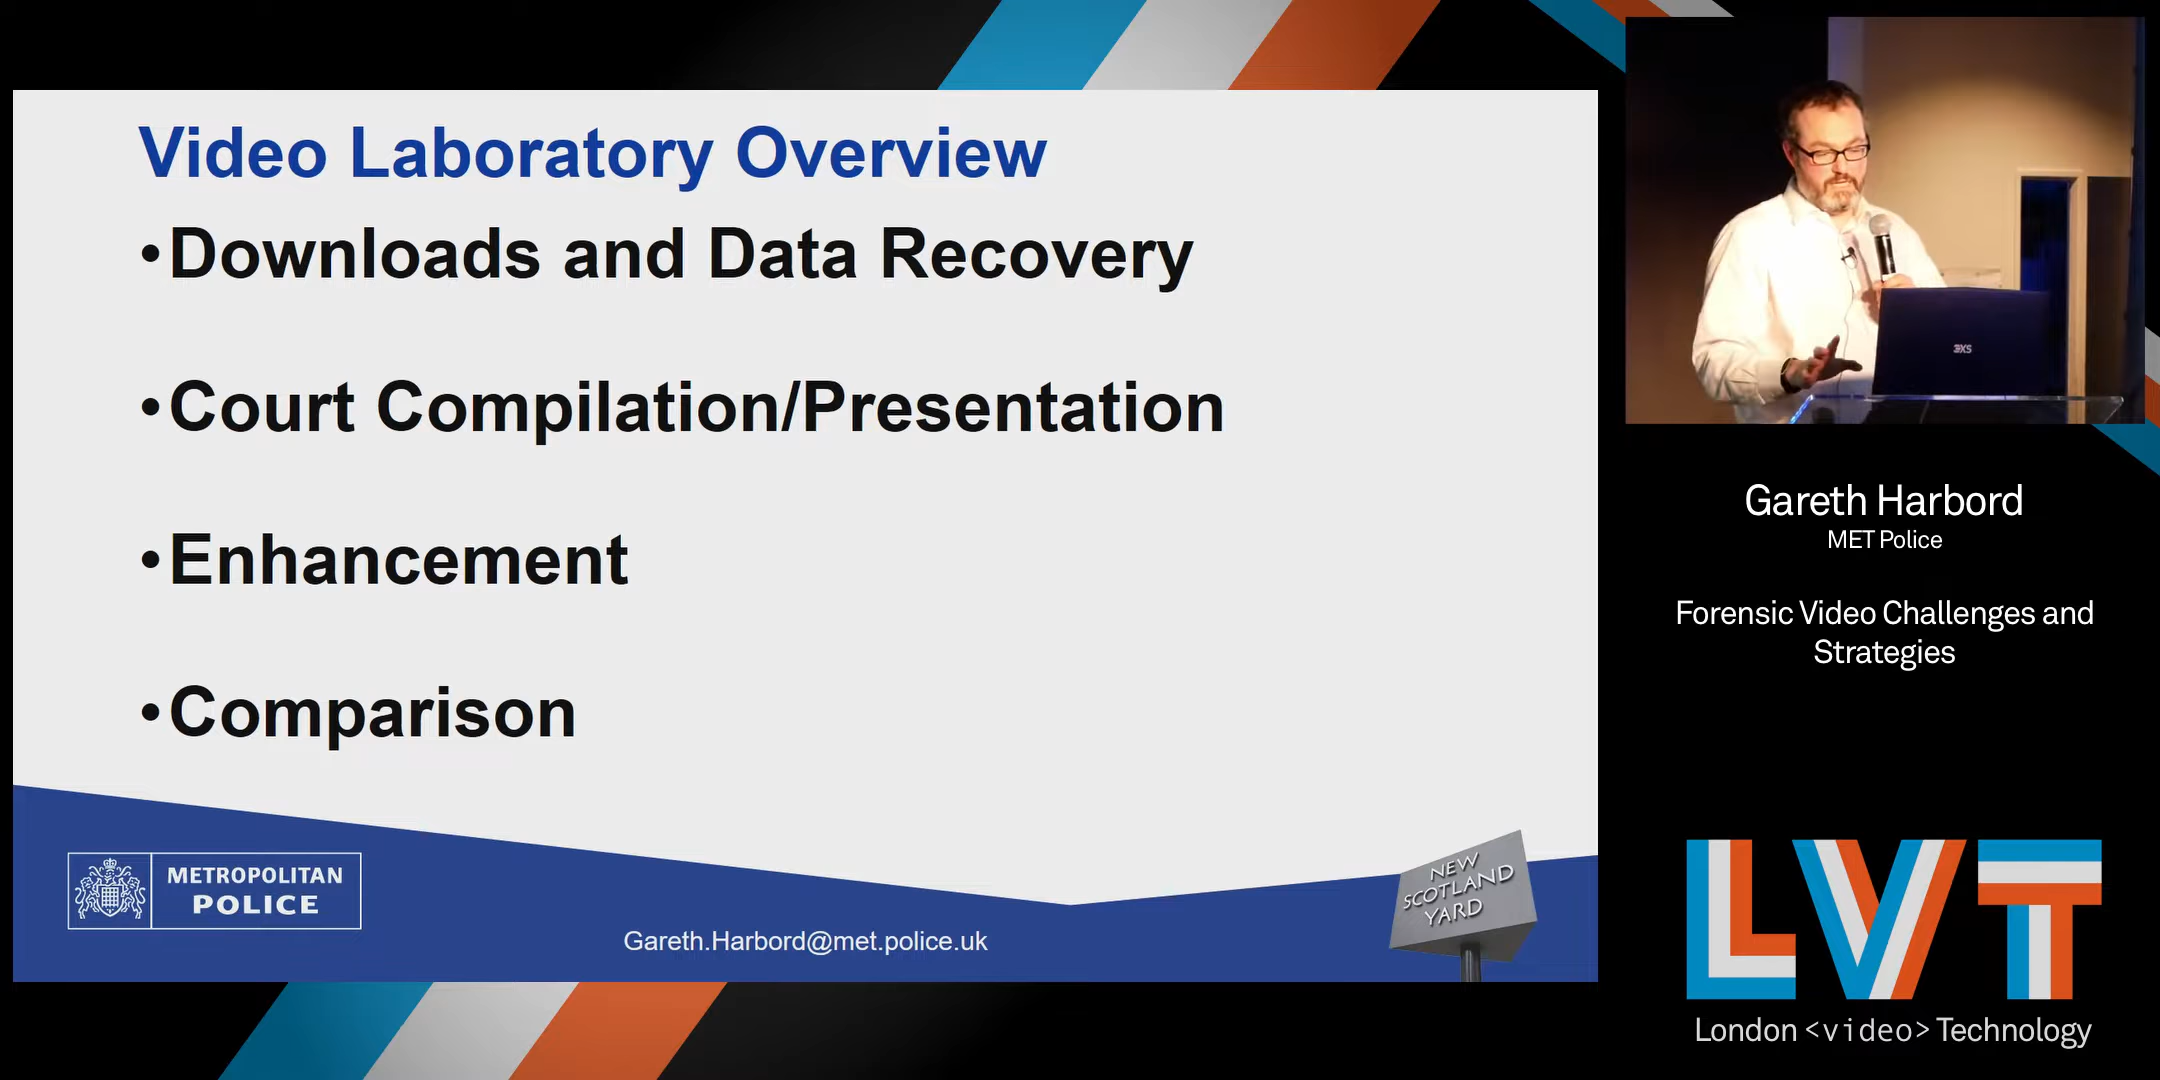 Video Laboratory Overview
•Downloads and Data Recovery
•Court Compilation/Presentation
•Enhancement
•Comparison
METROPOLITAN
POLICE
Gareth.Harbord@met.police.uk
NEW
SCOTLAND
YARD
3XS
Gareth Harbord
MET Police
Forensic Video Challenges and
Strategies
LVT
London <video> Technology